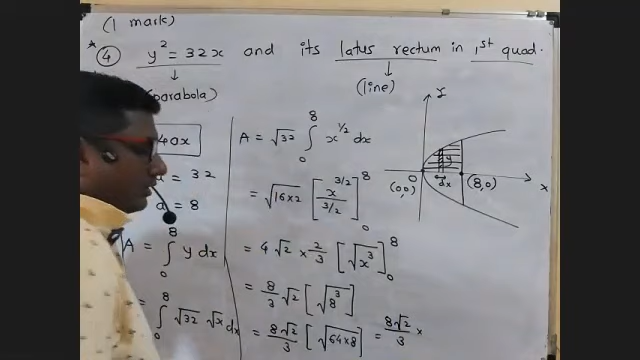 (1 mark)
* ④ y² = 32x and its latus rectum in 1st quad.
↓ ↓
(parabola) (line)
4ax
a = 32
a = 8
A = ∫₀⁸ y dx
= ∫₀⁸ √32 √x dx
A = √32 ∫₀⁸ x^{1/2} dx
= √(16×2) [x^{3/2} / 3/2]₀⁸
= 4√2 × 2/3 [√x³]₀⁸
= 8/3 √2 [√8³]
= 8√2/3 [√(64×8)] = 8√2/3 ×
Y
O
y
dx
(0,0)
(8,0)
x